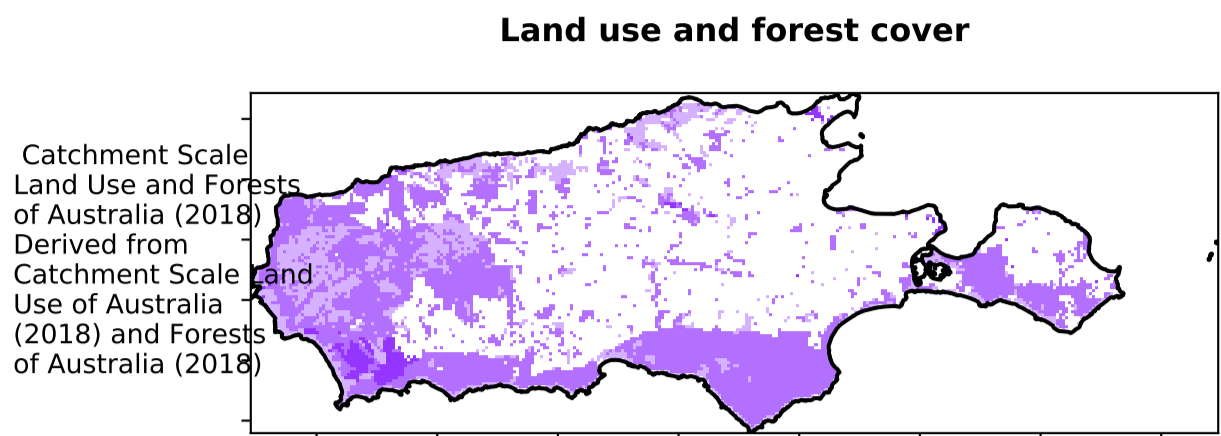 Land use and forest cover
Catchment Scale
Land Use and Forests
of Australia (2018)
Derived from
Catchment Scale Land
Use of Australia
(2018) and Forests
of Australia (2018)